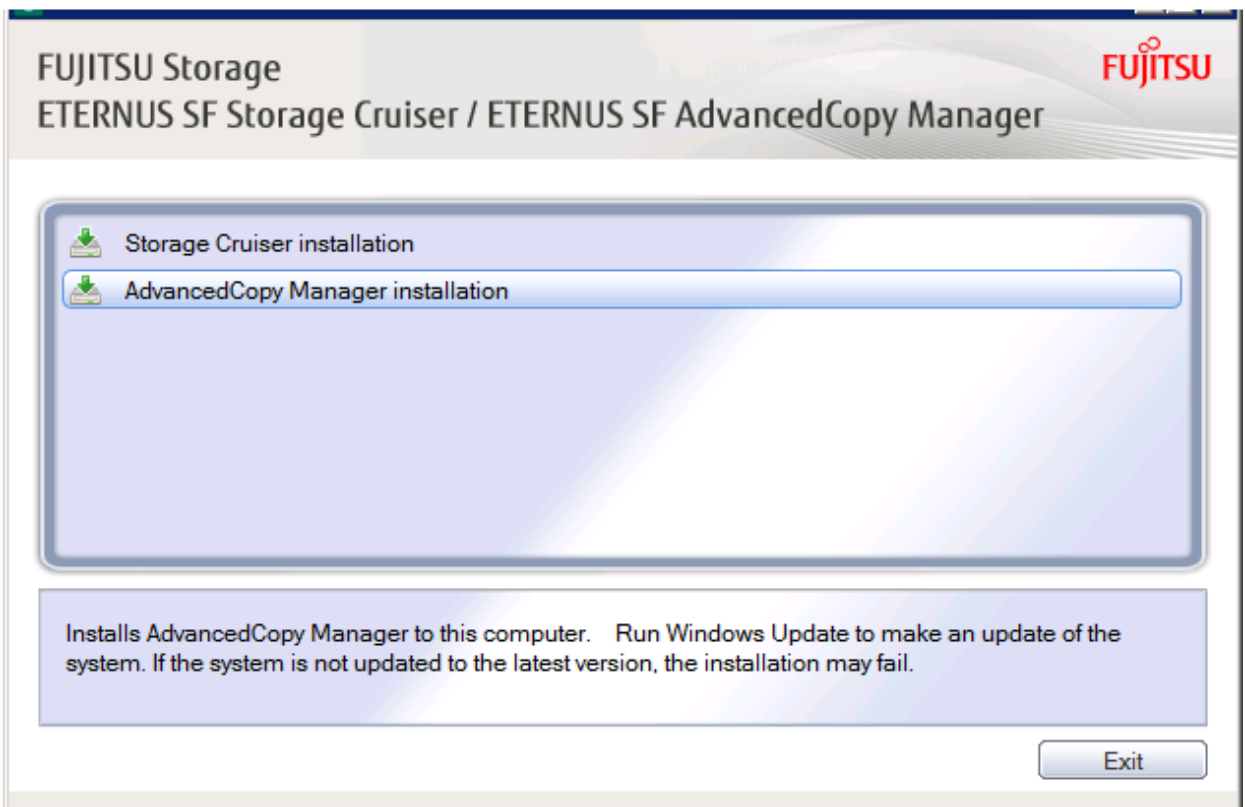 FUJITSU Storage
FUJITSU
ETERNUS SF Storage Cruiser / ETERNUS SF AdvancedCopy Manager
Storage Cruiser installation
AdvancedCopy Manager installation
Installs AdvancedCopy Manager to this computer. Run Windows Update to make an update of the
system. If the system is not updated to the latest version, the installation may fail.
Exit